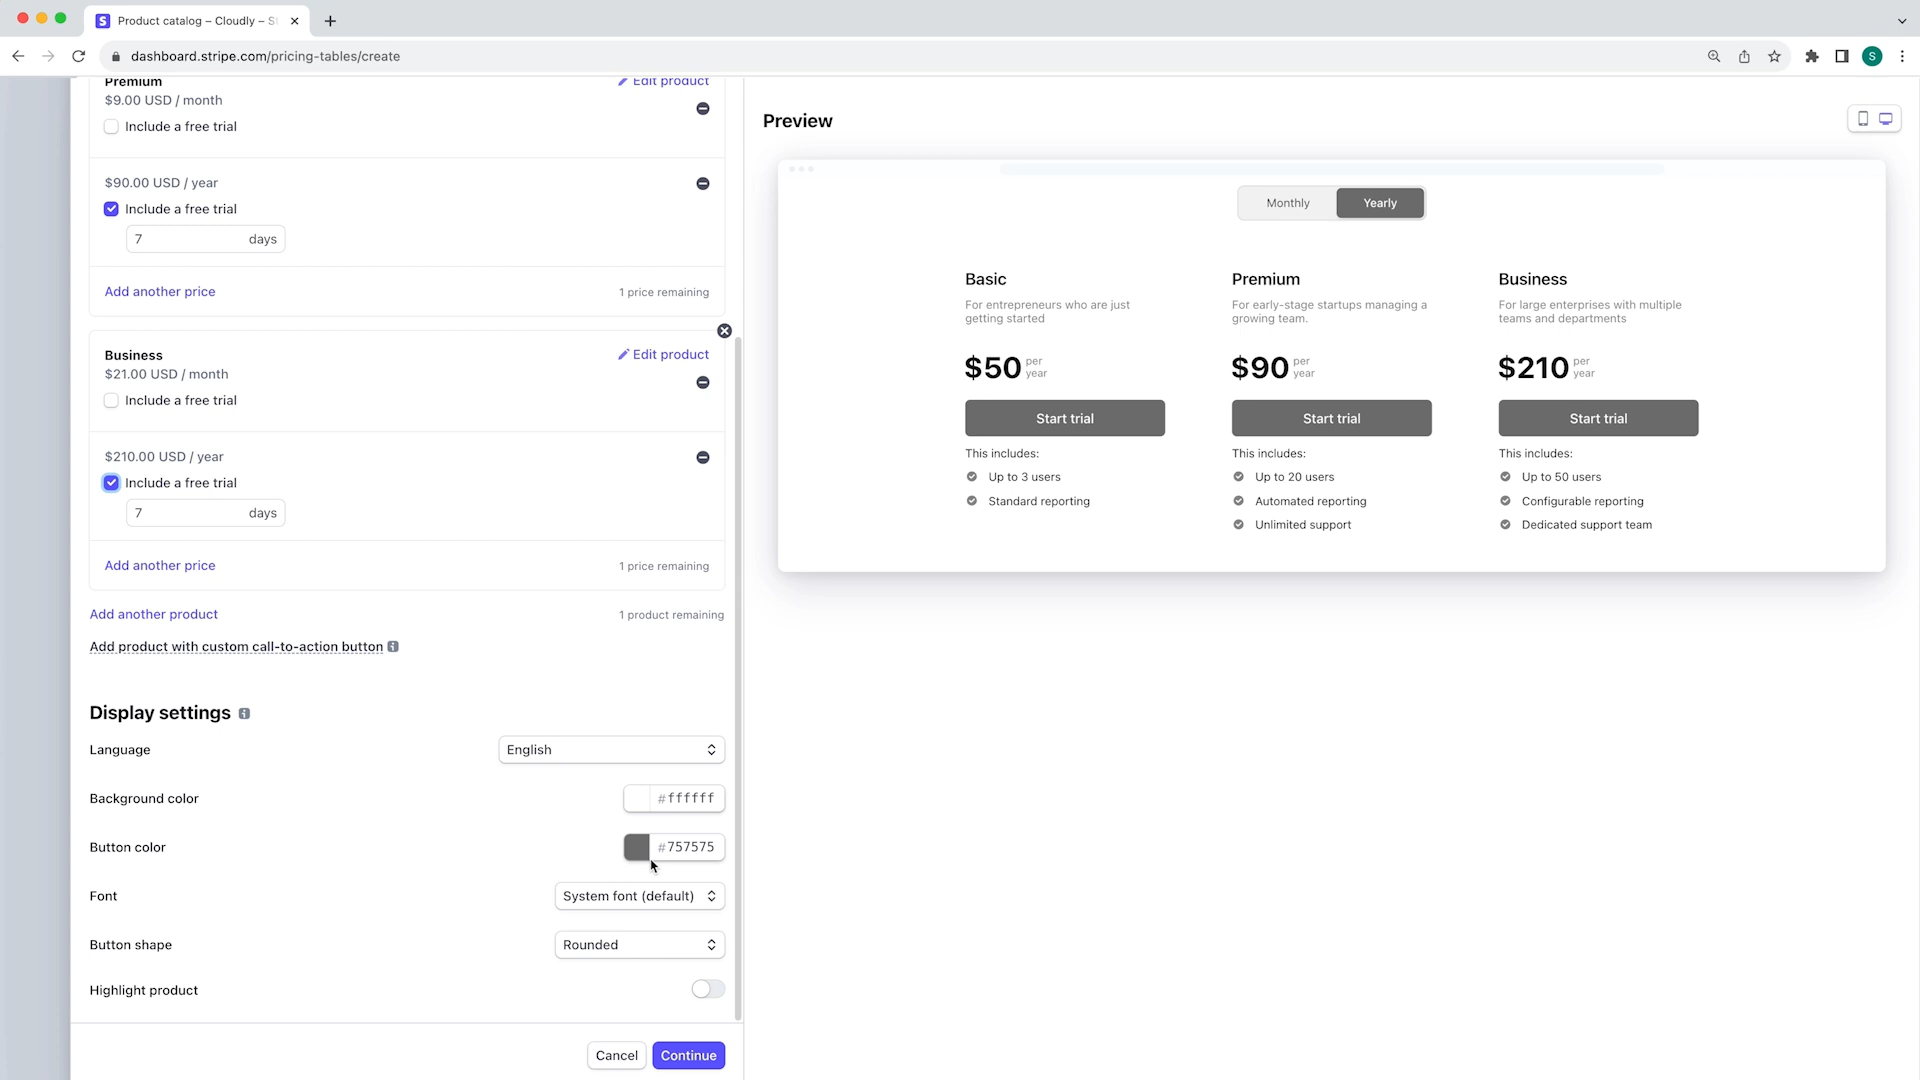 Product catalog – Cloudly – S
dashboard.stripe.com/pricing-tables/create
S
Premium
Edit product
$9.00 USD / month
Include a free trial
$90.00 USD / year
Include a free trial
7 days
Add another price
1 price remaining
Business
Edit product
$21.00 USD / month
Include a free trial
$210.00 USD / year
Include a free trial
7 days
Add another price
1 price remaining
Add another product
1 product remaining
Add product with custom call-to-action button
Display settings
Language
English
Background color
#ffffff
Button color
#757575
Font
System font (default)
Button shape
Rounded
Highlight product
Cancel
Continue
Preview
Monthly
Yearly
Basic
For entrepreneurs who are just
getting started
$50 per
year
Start trial
This includes:
Up to 3 users
Standard reporting
Premium
For early-stage startups managing a
growing team.
$90 per
year
Start trial
This includes:
Up to 20 users
Automated reporting
Unlimited support
Business
For large enterprises with multiple
teams and departments
$210 per
year
Start trial
This includes:
Up to 50 users
Configurable reporting
Dedicated support team